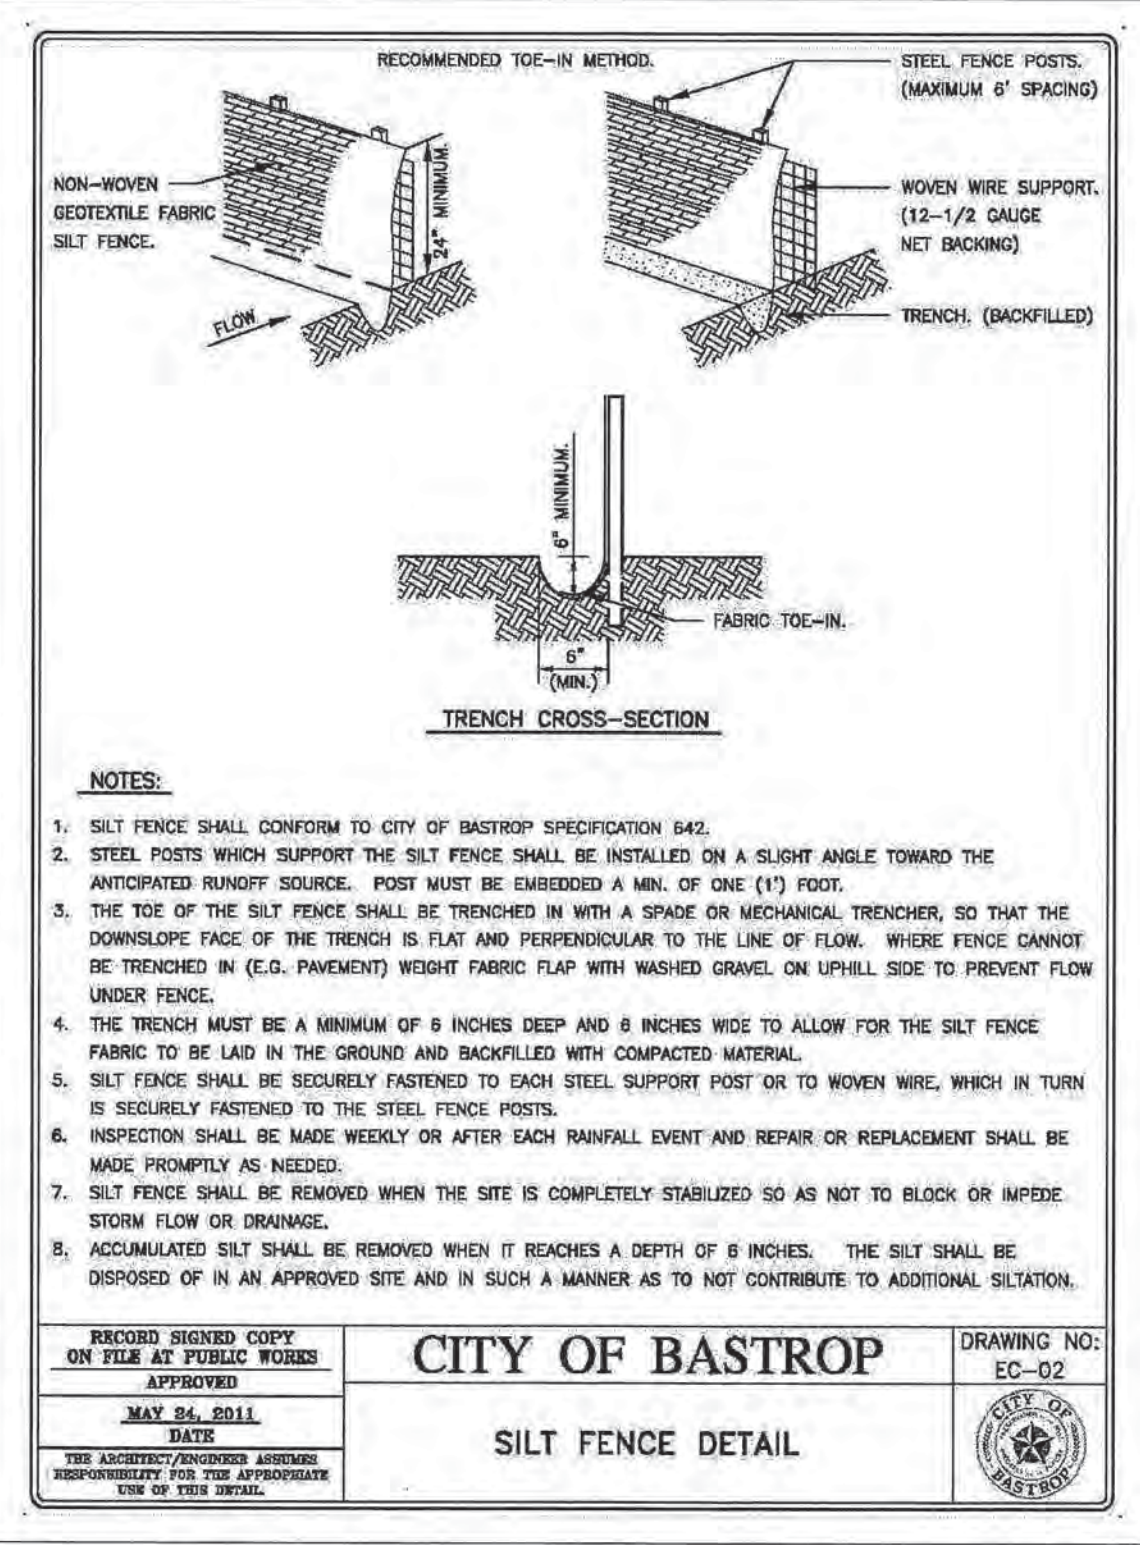 RECOMMENDED TOE-IN METHOD.
STEEL FENCE POSTS.
(MAXIMUM 6' SPACING)
24" MINIMUM.
NON-WOVEN
GEOTEXTILE FABRIC
SILT FENCE.
WOVEN WIRE SUPPORT.
(12-1/2 GAUGE
NET BACKING)
FLOW
TRENCH. (BACKFILLED)
6" MINIMUM.
FABRIC TOE-IN.
6"
(MIN.)
TRENCH CROSS-SECTION
NOTES:
1. SILT FENCE SHALL CONFORM TO CITY OF BASTROP SPECIFICATION 642.
2. STEEL POSTS WHICH SUPPORT THE SILT FENCE SHALL BE INSTALLED ON A SLIGHT ANGLE TOWARD THE
ANTICIPATED RUNOFF SOURCE. POST MUST BE EMBEDDED A MIN. OF ONE (1') FOOT.
3. THE TOE OF THE SILT FENCE SHALL BE TRENCHED IN WITH A SPADE OR MECHANICAL TRENCHER, SO THAT THE
DOWNSLOPE FACE OF THE TRENCH IS FLAT AND PERPENDICULAR TO THE LINE OF FLOW. WHERE FENCE CANNOT
BE TRENCHED IN (E.G. PAVEMENT) WEIGHT FABRIC FLAP WITH WASHED GRAVEL ON UPHILL SIDE TO PREVENT FLOW
UNDER FENCE.
4. THE TRENCH MUST BE A MINIMUM OF 6 INCHES DEEP AND 6 INCHES WIDE TO ALLOW FOR THE SILT FENCE
FABRIC TO BE LAID IN THE GROUND AND BACKFILLED WITH COMPACTED MATERIAL.
5. SILT FENCE SHALL BE SECURELY FASTENED TO EACH STEEL SUPPORT POST OR TO WOVEN WIRE, WHICH IN TURN
IS SECURELY FASTENED TO THE STEEL FENCE POSTS.
6. INSPECTION SHALL BE MADE WEEKLY OR AFTER EACH RAINFALL EVENT AND REPAIR OR REPLACEMENT SHALL BE
MADE PROMPTLY AS NEEDED.
7. SILT FENCE SHALL BE REMOVED WHEN THE SITE IS COMPLETELY STABILIZED SO AS NOT TO BLOCK OR IMPEDE
STORM FLOW OR DRAINAGE.
8. ACCUMULATED SILT SHALL BE REMOVED WHEN IT REACHES A DEPTH OF 6 INCHES. THE SILT SHALL BE
DISPOSED OF IN AN APPROVED SITE AND IN SUCH A MANNER AS TO NOT CONTRIBUTE TO ADDITIONAL SILTATION.
RECORD SIGNED COPY
ON FILE AT PUBLIC WORKS
APPROVED
MAY 24, 2011
DATE
THE ARCHITECT/ENGINEER ASSUMES
RESPONSIBILITY FOR THE APPROPRIATE
USE OF THIS DETAIL.
CITY OF BASTROP
SILT FENCE DETAIL
DRAWING NO:
EC-02
CITY OF
BASTROP